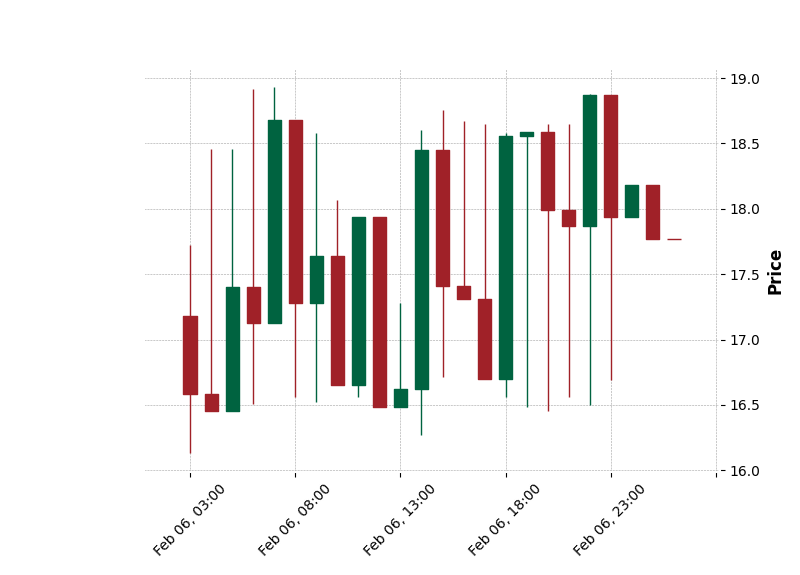 19.0
18.5
18.0
17.5
17.0
16.5
16.0
Price
Feb 06, 03:00
Feb 06, 08:00
Feb 06, 13:00
Feb 06, 18:00
Feb 06, 23:00